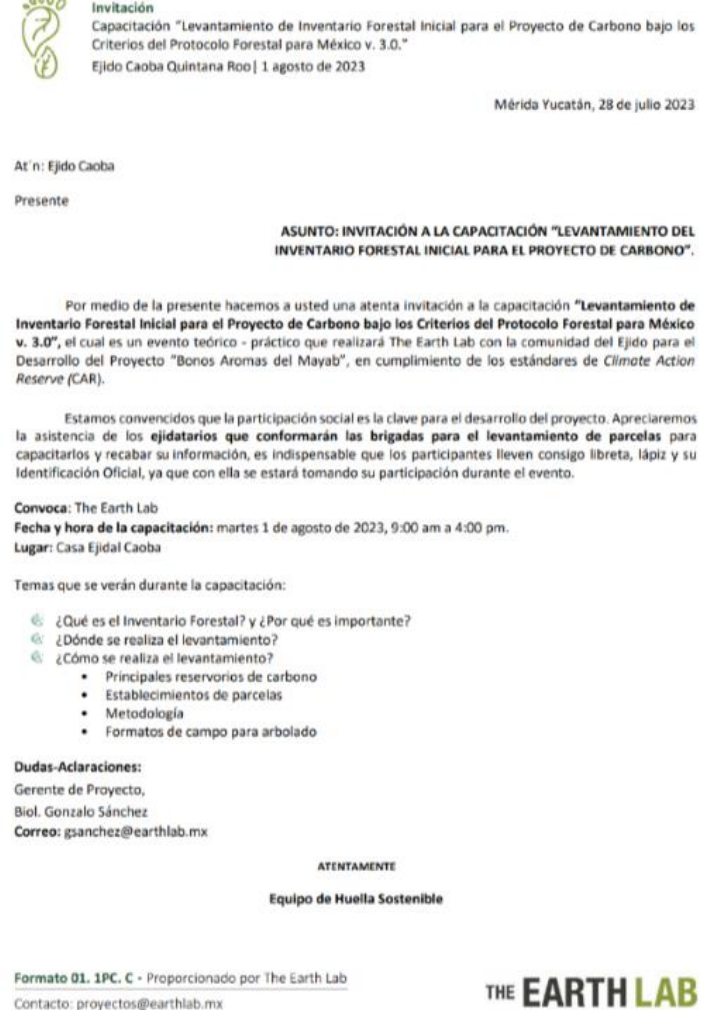 Invitación
Capacitación "Levantamiento de Inventario Forestal Inicial para el Proyecto de Carbono bajo los
Criterios del Protocolo Forestal para México v. 3.0."
Ejido Caoba Quintana Roo| 1 agosto de 2023
Mérida Yucatán, 28 de julio 2023
At´n: Ejido Caoba
Presente
ASUNTO: INVITACIÓN A LA CAPACITACIÓN "LEVANTAMIENTO DEL
INVENTARIO FORESTAL INICIAL PARA EL PROYECTO DE CARBONO".
Por medio de la presente hacemos a usted una atenta invitación a la capacitación "Levantamiento de
Inventario Forestal Inicial para el Proyecto de Carbono bajo los Criterios del Protocolo Forestal para México
v. 3.0", el cual es un evento teórico - práctico que realizará The Earth Lab con la comunidad del Ejido para el
Desarrollo del Proyecto "Bonos Aromas del Mayab", en cumplimiento de los estándares de Climate Action
Reserve (CAR).
Estamos convencidos que la participación social es la clave para el desarrollo del proyecto. Apreciaremos
la asistencia de los ejidatarios que conformarán las brigadas para el levantamiento de parcelas para
capacitarlos y recabar su información, es indispensable que los participantes lleven consigo libreta, lápiz y su
Identificación Oficial, ya que con ella se estará tomando su participación durante el evento.
Convoca: The Earth Lab
Fecha y hora de la capacitación: martes 1 de agosto de 2023, 9:00 am a 4:00 pm.
Lugar: Casa Ejidal Caoba
Temas que se verán durante la capacitación:
¿Qué es el Inventario Forestal? y ¿Por qué es importante?
¿Dónde se realiza el levantamiento?
¿Cómo se realiza el levantamiento?
• Principales reservorios de carbono
• Establecimientos de parcelas
• Metodología
• Formatos de campo para arbolado
Dudas-Aclaraciones:
Gerente de Proyecto,
Biol. Gonzalo Sánchez
Correo: gsanchez@earthlab.mx
ATENTAMENTE
Equipo de Huella Sostenible
Formato 01. 1PC. C - Proporcionado por The Earth Lab
Contacto: proyectos@earthlab.mx
THE EARTH LAB